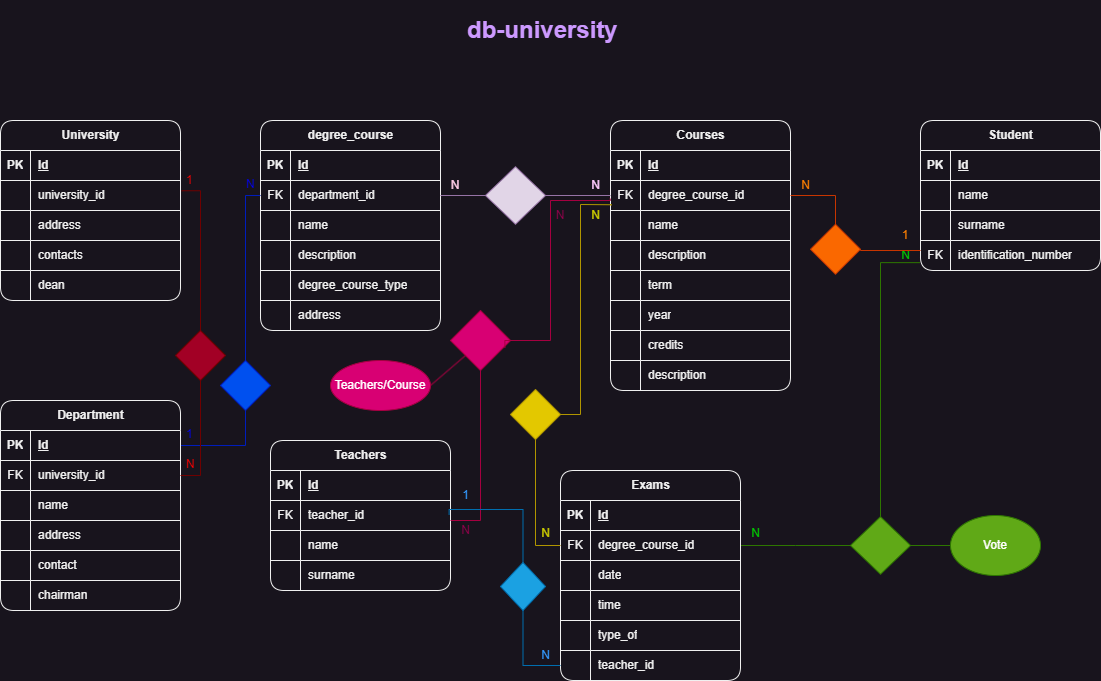 db-university
University
PK Id
university_id
address
contacts
dean
degree_course
PK Id
FK department_id
name
description
degree_course_type
address
Courses
PK Id
FK degree_course_id
name
description
term
year
credits
description
Student
PK Id
name
surname
FK identification_number
1
N
N
N
N
N
N
1
N
Teachers/Course
Department
PK Id
FK university_id
name
address
contact
chairman
1
N
Teachers
PK Id
FK teacher_id
name
surname
1
N
Exams
PK Id
FK degree_course_id
date
time
type_of
teacher_id
N
N
N
Vote